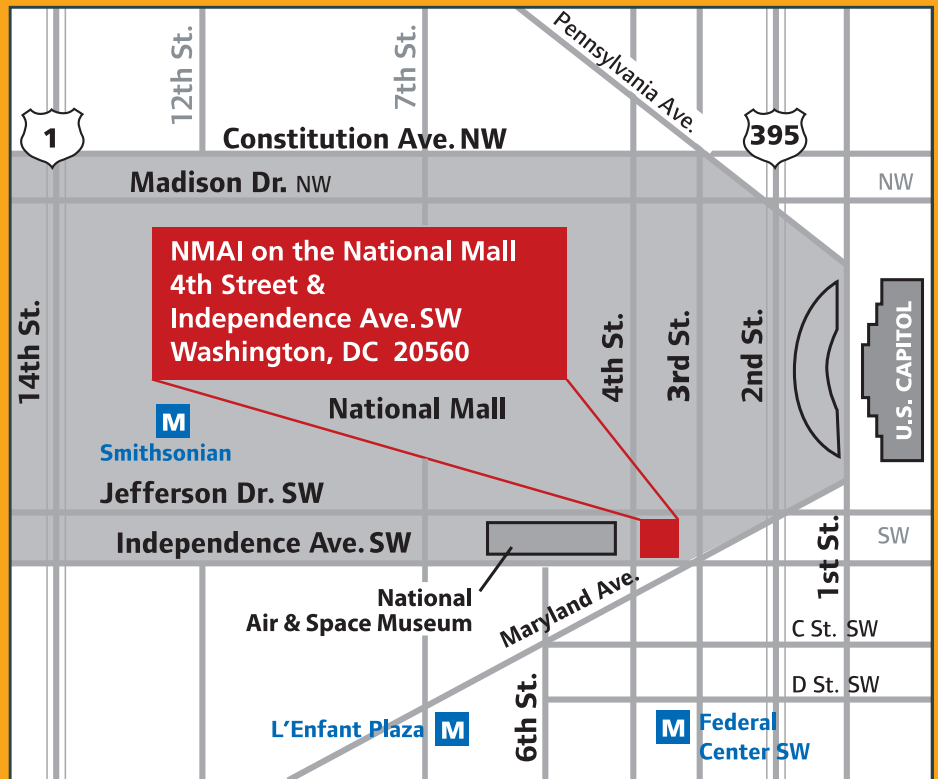 12th St.
7th St.
Pennsylvania Ave.
1
395
Constitution Ave. NW
Madison Dr. NW
NW
NMAI on the National Mall
4th Street &
Independence Ave. SW
Washington, DC 20560
14th St.
4th St.
3rd St.
2nd St.
U.S. CAPITOL
National Mall
M
Smithsonian
Jefferson Dr. SW
Independence Ave. SW
SW
1st St.
National
Air & Space Museum
Maryland Ave.
C St. SW
D St. SW
6th St.
L’Enfant Plaza M
M Federal
Center SW